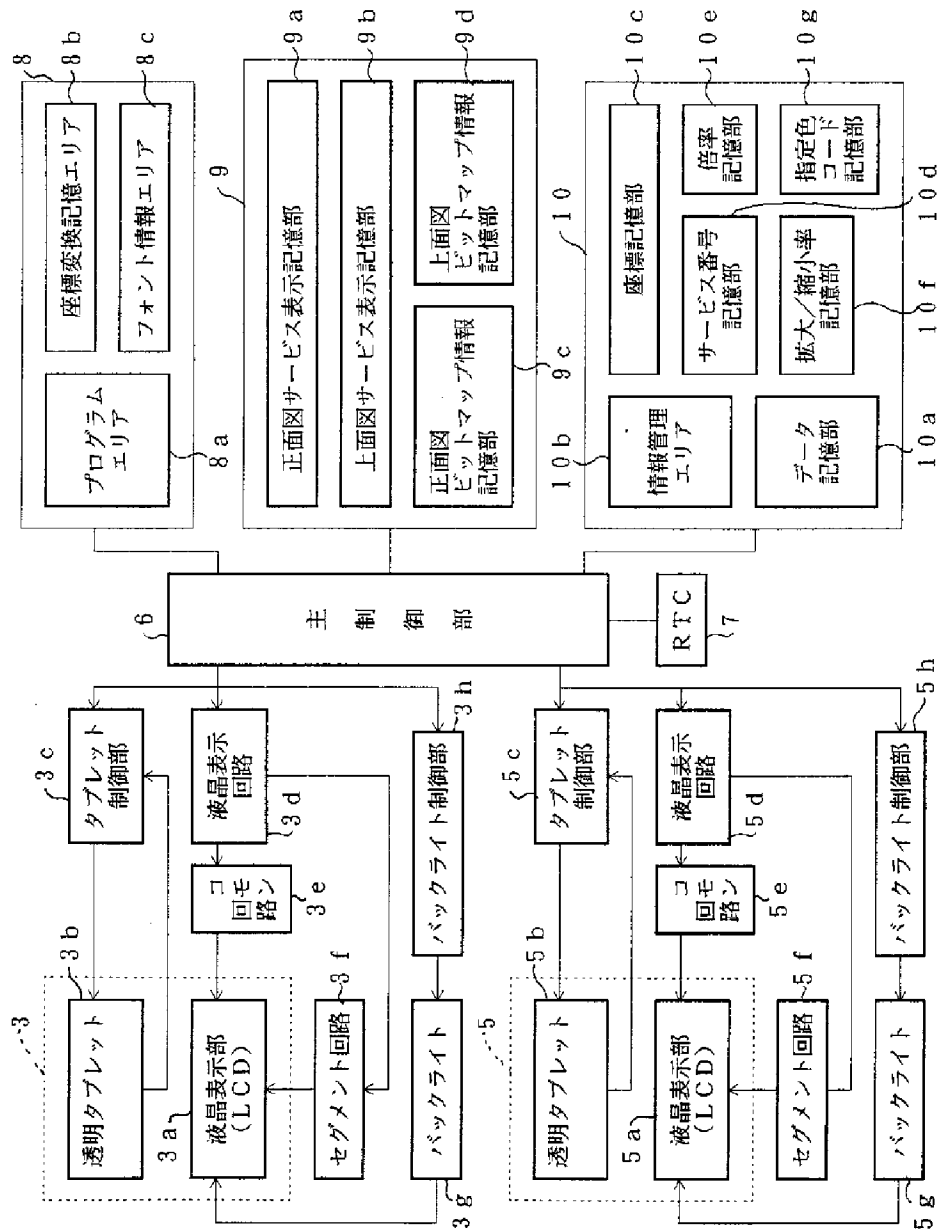 3
3b
透明タブレット
3a
液晶表示部
(LCD)
セグメント回路
3f
バックライト
3g
3c
タブレット
制御部
液晶表示
回路
3d
コモン
回路
3e
バックライト制御部
3h
5
5b
透明タブレット
5a
液晶表示部
(LCD)
セグメント回路
5f
バックライト
5g
5c
タブレット
制御部
液晶表示
回路
5d
コモン
回路
5e
バックライト制御部
5h
6
主制御部
RTC
7
8
プログラム
エリア
8a
座標変換記憶エリア
8b
フォント情報エリア
8c
9
正面図サービス表示記憶部
9a
上面図サービス表示記憶部
9b
正面図
ビットマップ情報
記憶部
9c
上面図
ビットマップ情報
記憶部
9d
10
10b
情報管理
エリア
データ
記憶部
10a
座標記憶部
10c
サービス番号
記憶部
10d
倍率
記憶部
10e
拡大/縮小率
記憶部
10f
指定色
コード
記憶部
10g